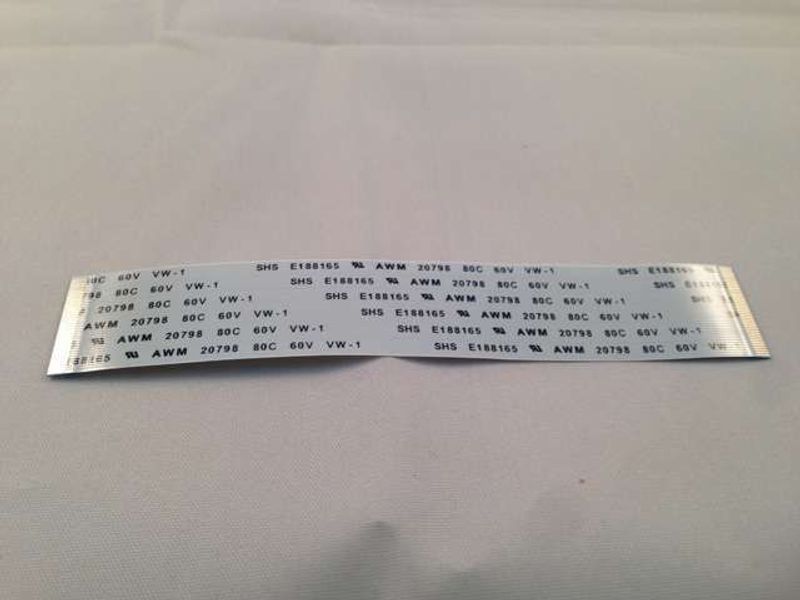 80C 60V VW-1 SHS E188165 AWM 20798 80C 60V VW-1 SHS E18816
798 80C 60V VW-1 SHS E188165 AWM 20798 80C 60V VW-1 SHS
20798 80C 60V VW-1 SHS E188165 AWM 20798 80C 60V VW-1 SHS
AWM 20798 80C 60V VW-1 SHS E188165 AWM 20798 80C 60V VW-1
AWM 20798 80C 60V VW-1 SHS E188165 AWM 20798 80C 60V VW-1
188165 AWM 20798 80C 60V VW-1 SHS E188165 AWM 20798 80C 60V VW-